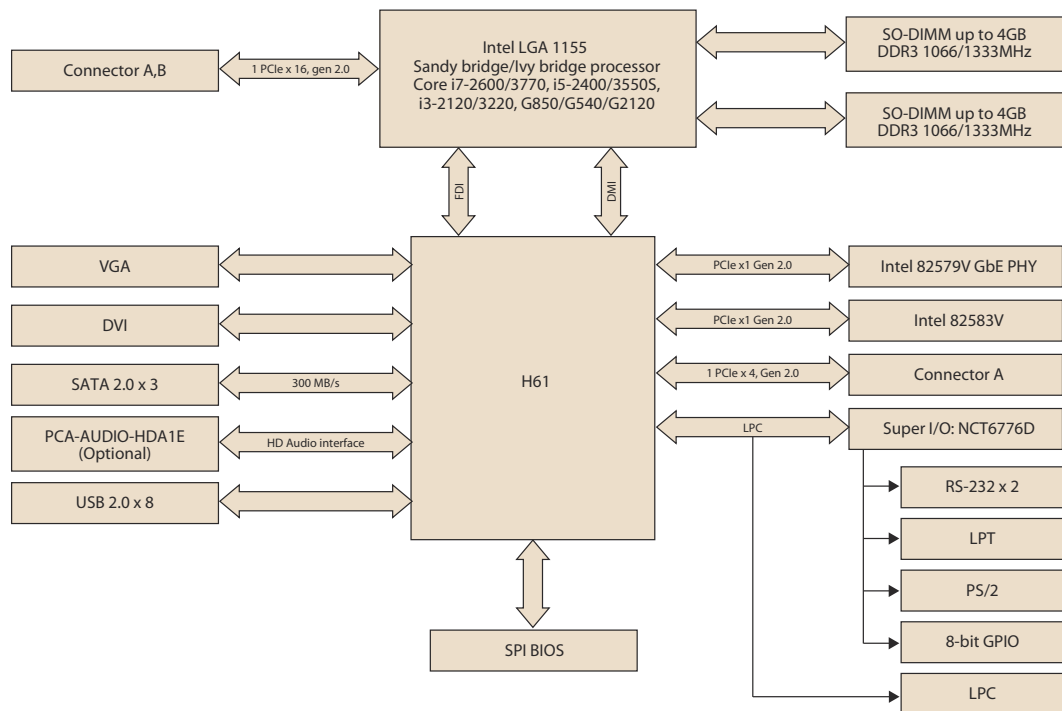 Connector A,B
1 PCIe x 16, gen 2.0
Intel LGA 1155
Sandy bridge/Ivy bridge processor
Core i7-2600/3770, i5-2400/3550S,
i3-2120/3220, G850/G540/G2120
SO-DIMM up to 4GB
DDR3 1066/1333MHz
SO-DIMM up to 4GB
DDR3 1066/1333MHz
FDI
DMI
VGA
DVI
SATA 2.0 x 3
300 MB/s
PCA-AUDIO-HDA1E
(Optional)
HD Audio interface
USB 2.0 x 8
H61
PCIe x1 Gen 2.0
Intel 82579V GbE PHY
PCIe x1 Gen 2.0
Intel 82583V
1 PCIe x 4, Gen 2.0
Connector A
LPC
Super I/O: NCT6776D
RS-232 x 2
LPT
PS/2
8-bit GPIO
LPC
SPI BIOS